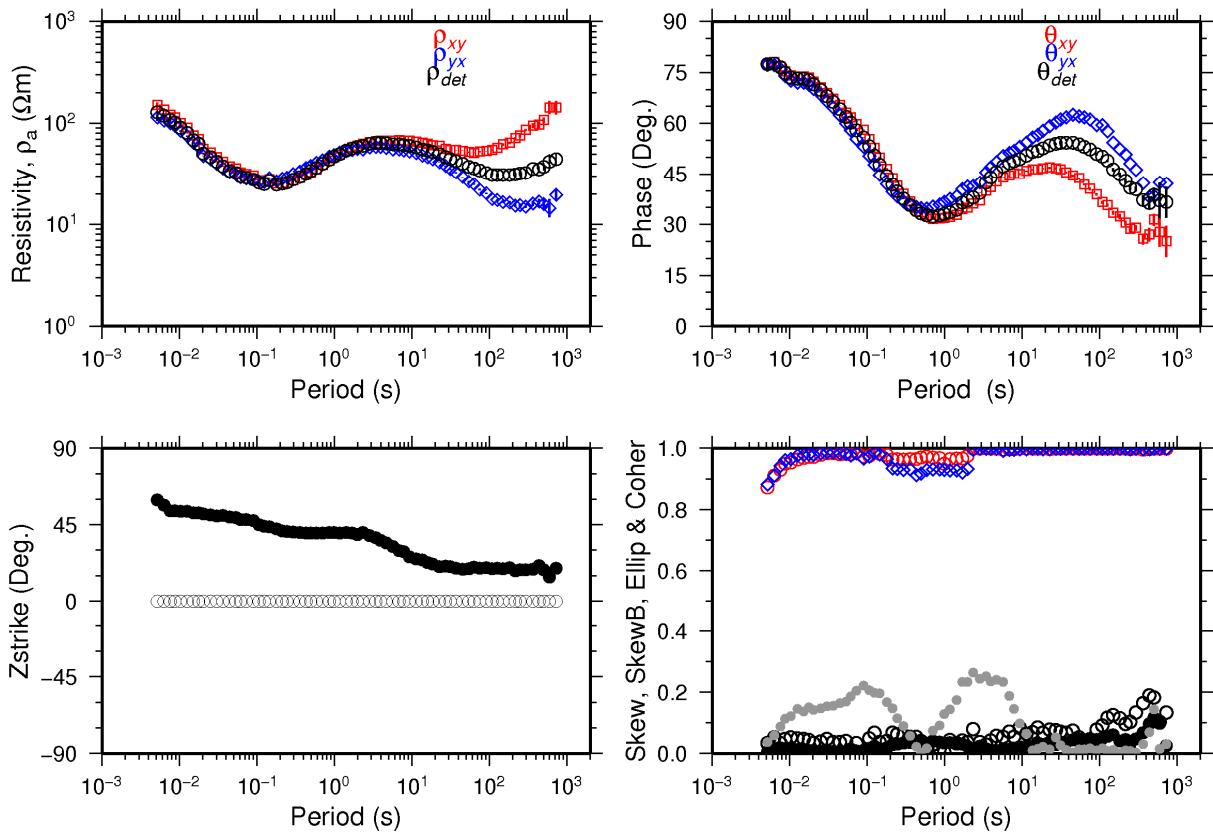 10³
10²
10¹
10⁰
Resistivity, ρₐ (Ωm)
ρxy
ρyx
ρdet
10⁻³ 10⁻² 10⁻¹ 10⁰ 10¹ 10² 10³
Period (s)
90
75
60
45
30
15
0
Phase (Deg.)
θxy
θyx
θdet
10⁻³ 10⁻² 10⁻¹ 10⁰ 10¹ 10² 10³
Period (s)
90
45
0
-45
-90
Zstrike (Deg.)
10⁻³ 10⁻² 10⁻¹ 10⁰ 10¹ 10² 10³
Period (s)
1.0
0.8
0.6
0.4
0.2
0.0
Skew, SkewB, Ellip & Coher
10⁻³ 10⁻² 10⁻¹ 10⁰ 10¹ 10² 10³
Period (s)